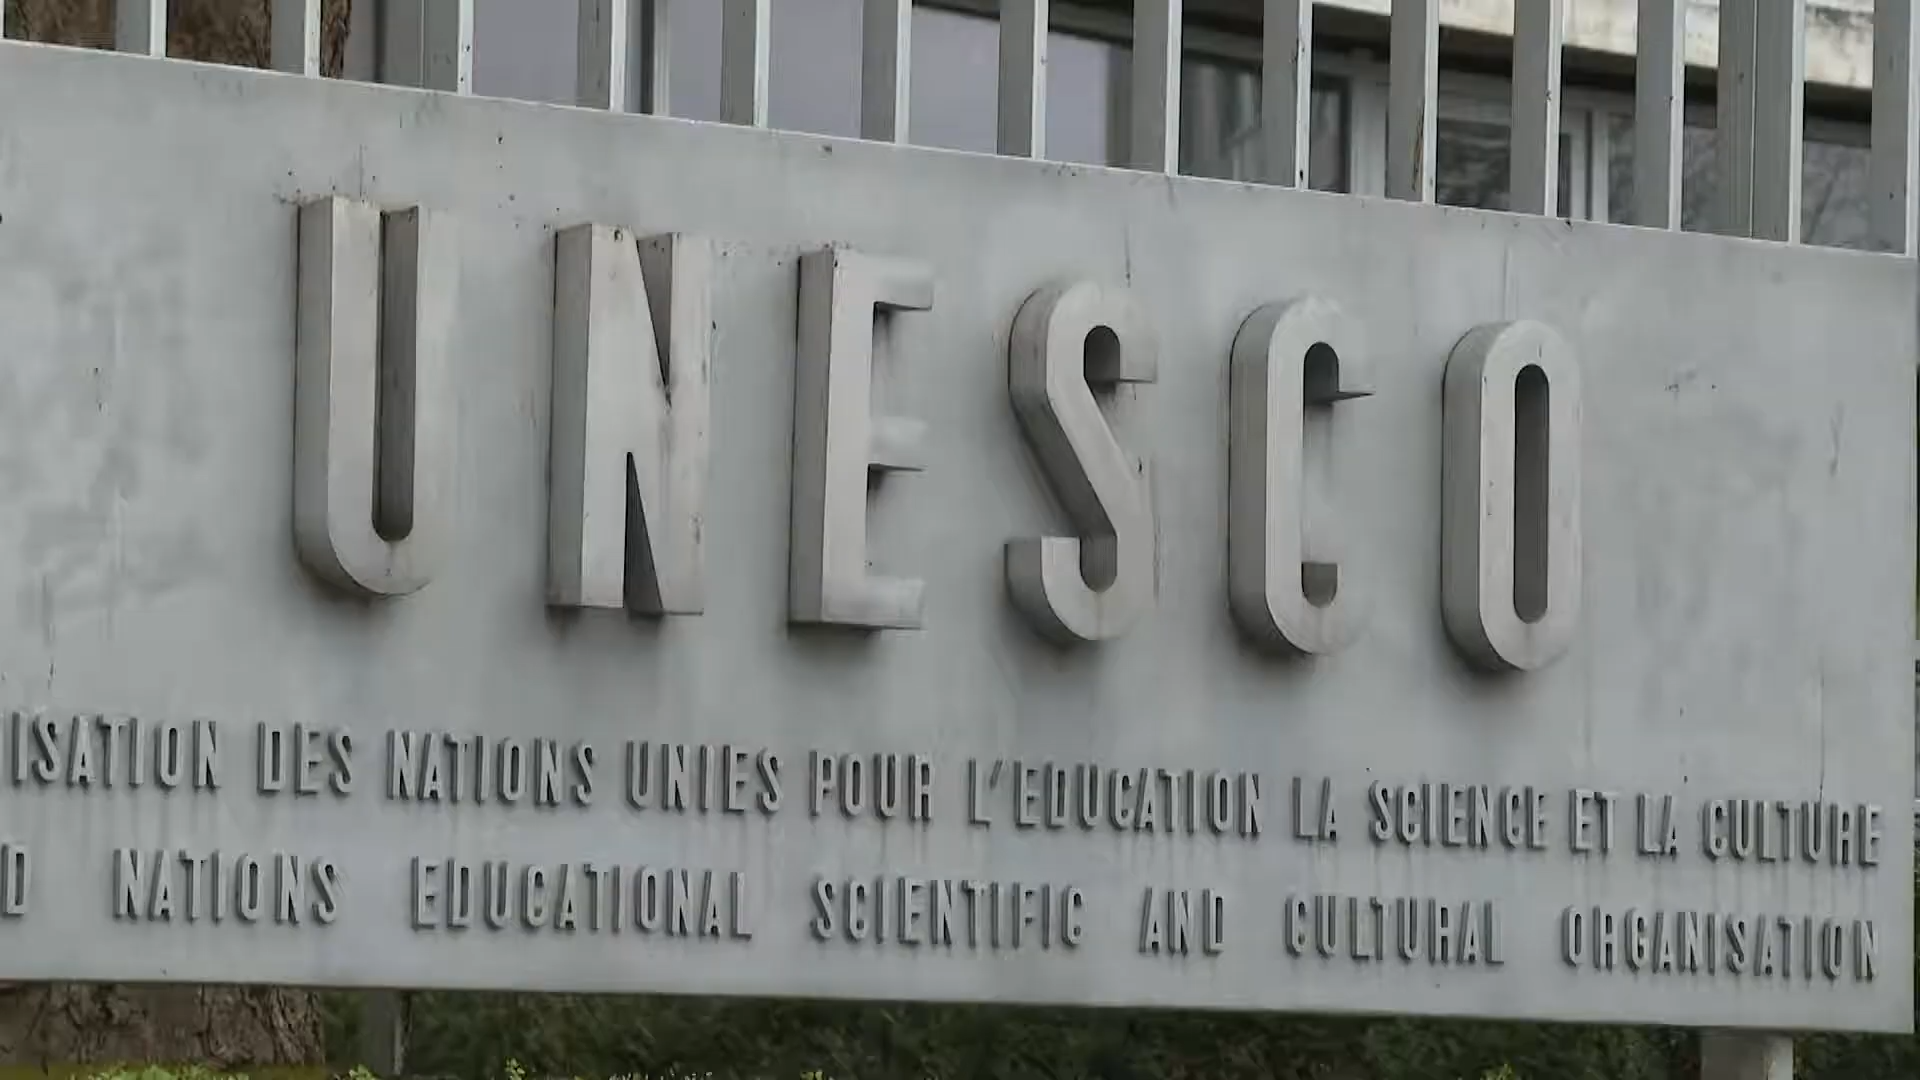 UNESCO
ISATION DES NATIONS UNIES POUR L'EDUCATION LA SCIENCE ET LA CULTURE
D NATIONS EDUCATIONAL SCIENTIFIC AND CULTURAL ORGANISATION